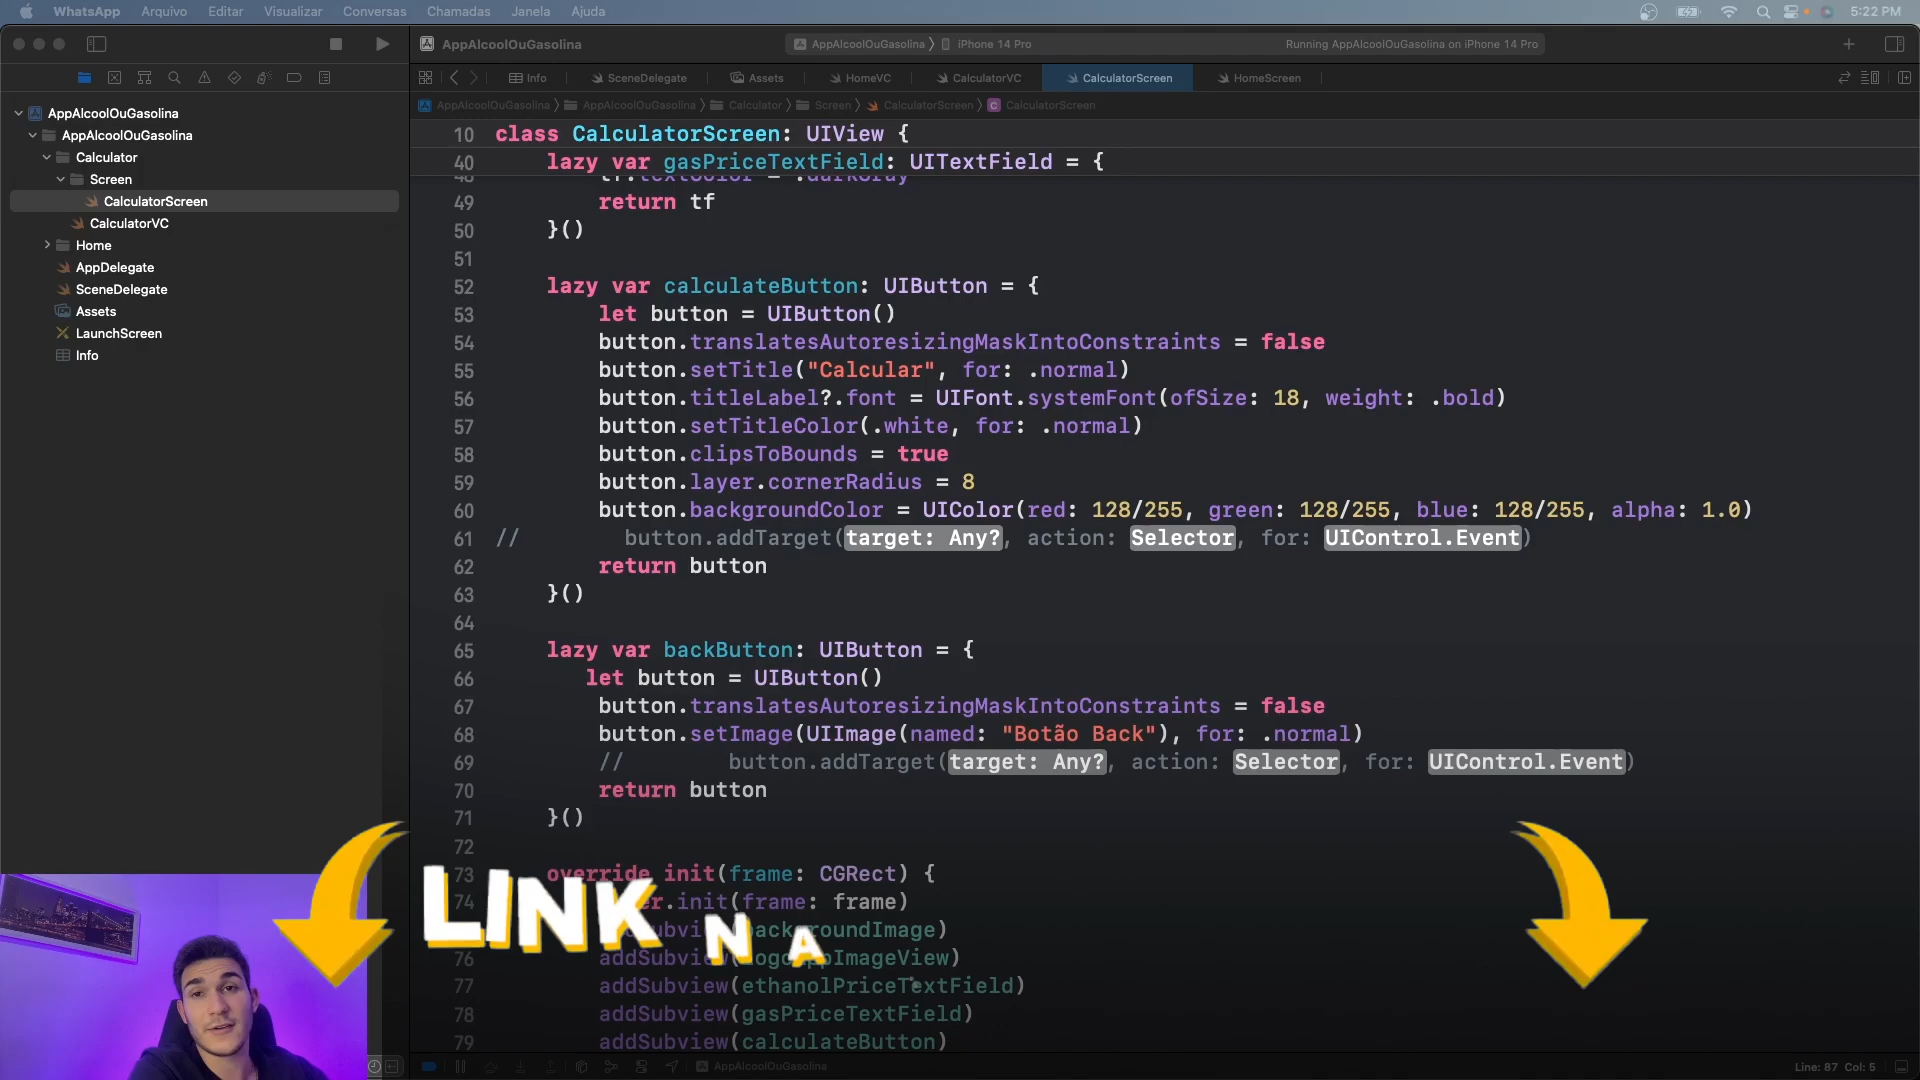 WhatsApp Arquivo Editar Visualizar Conversas Chamadas Janela Ajuda 5:22 PM
AppAlcoolOuGasolina AppAlcoolOuGasolina iPhone 14 Pro Running AppAlcoolOuGasolina on iPhone 14 Pro
Info SceneDelegate Assets HomeVC CalculatorVC CalculatorScreen HomeScreen
AppAlcoolOuGasolina AppAlcoolOuGasolina Calculator Screen CalculatorScreen C CalculatorScreen
AppAlcoolOuGasolina
AppAlcoolOuGasolina
Calculator
Screen
CalculatorScreen
CalculatorVC
Home
AppDelegate
SceneDelegate
Assets
LaunchScreen
Info
10 class CalculatorScreen: UIView {
40 lazy var gasPriceTextField: UITextField = {
48 tf.textColor = .darkGray
49 return tf
50 }()
51
52 lazy var calculateButton: UIButton = {
53 let button = UIButton()
54 button.translatesAutoresizingMaskIntoConstraints = false
55 button.setTitle("Calcular", for: .normal)
56 button.titleLabel?.font = UIFont.systemFont(ofSize: 18, weight: .bold)
57 button.setTitleColor(.white, for: .normal)
58 button.clipsToBounds = true
59 button.layer.cornerRadius = 8
60 button.backgroundColor = UIColor(red: 128/255, green: 128/255, blue: 128/255, alpha: 1.0)
61 // button.addTarget(target: Any?, action: Selector, for: UIControl.Event)
62 return button
63 }()
64
65 lazy var backButton: UIButton = {
66 let button = UIButton()
67 button.translatesAutoresizingMaskIntoConstraints = false
68 button.setImage(UIImage(named: "Botão Back"), for: .normal)
69 // button.addTarget(target: Any?, action: Selector, for: UIControl.Event)
70 return button
71 }()
72
73 override init(frame: CGRect) {
74 r.init(frame: frame)
addSubview(backgroundImage)
76 addSubview(logoAppImageView)
77 addSubview(ethanolPriceTextField)
78 addSubview(gasPriceTextField)
79 addSubview(calculateButton)
LINK NA
AppAlcoolOuGasolina Line: 87 Col: 5